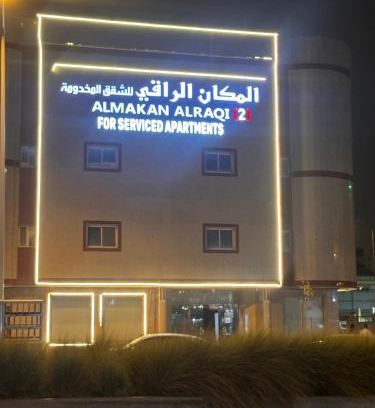 المكان الراقي للشقق المخدومة
ALMAKAN ALRAQI [2]
FOR SERVICED APARTMENTS